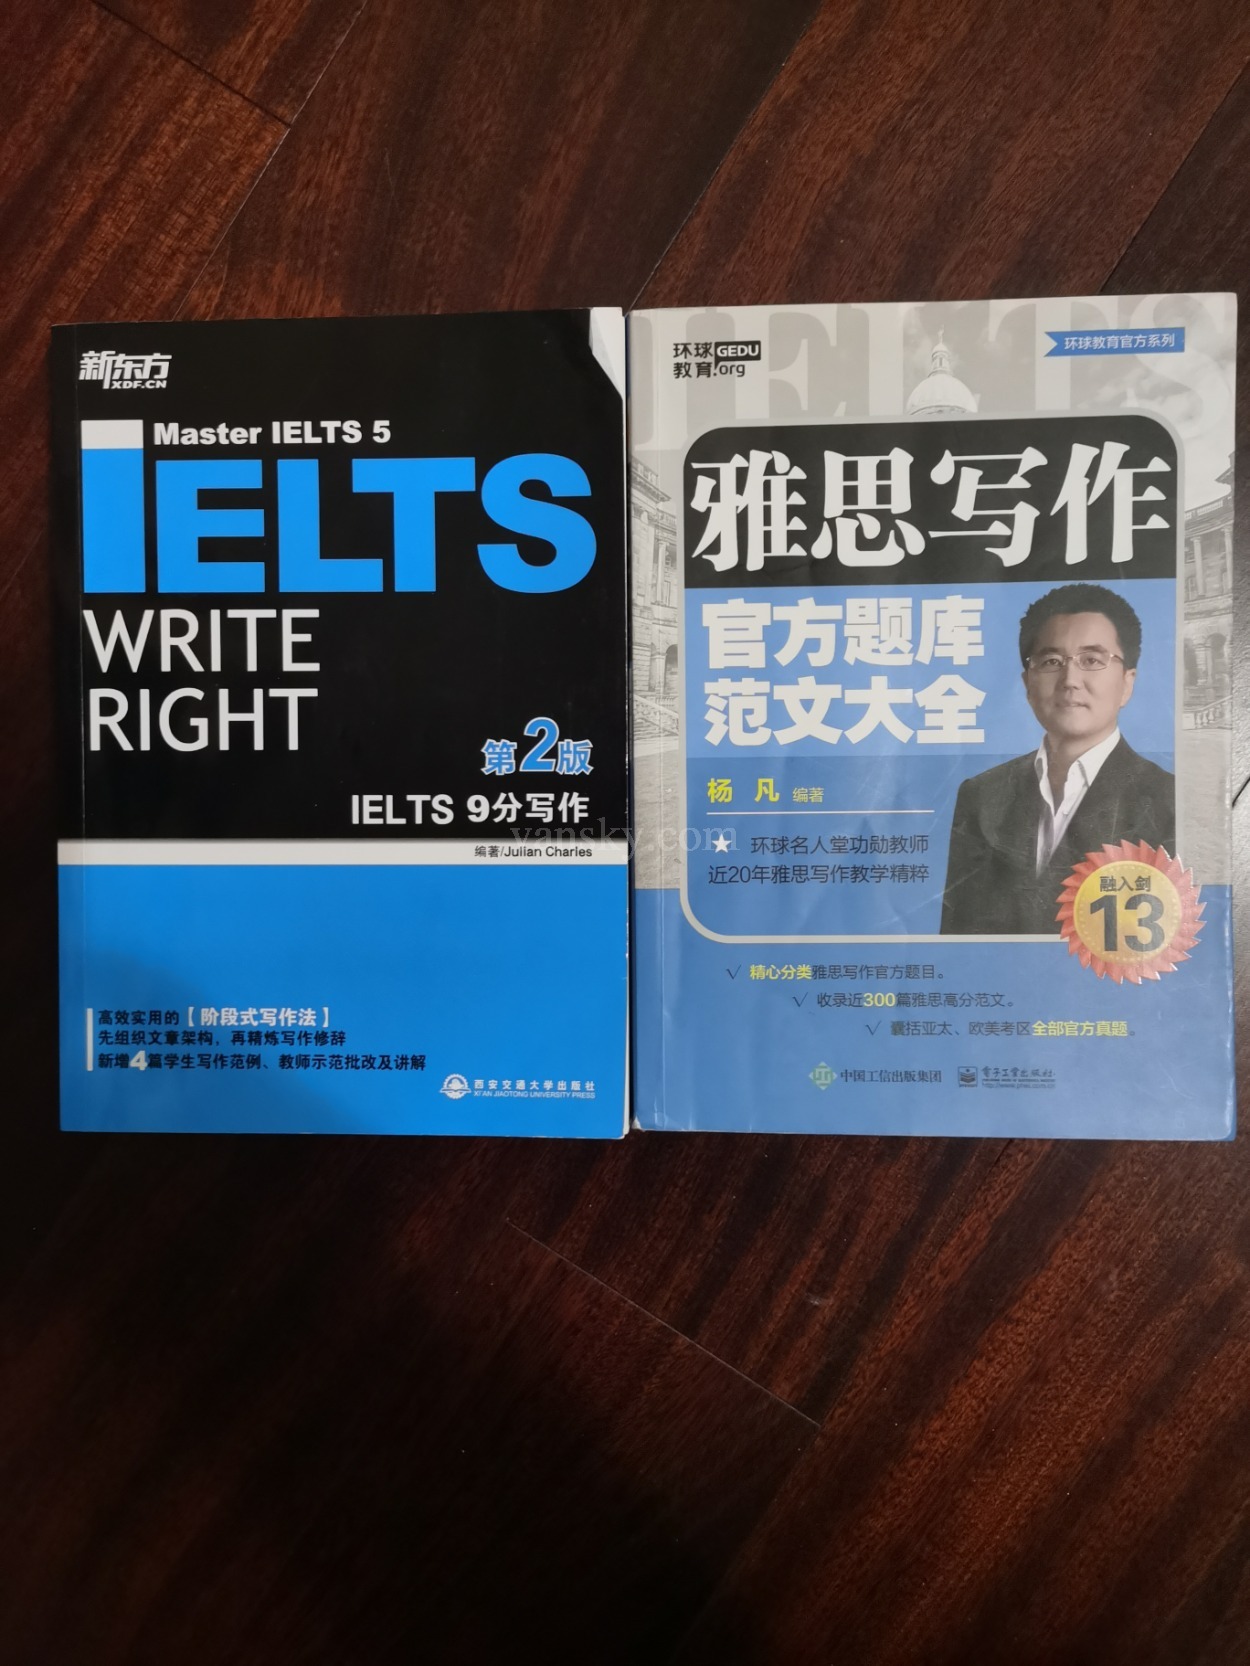 新东方
XDF.CN
Master IELTS 5
IELTS
WRITE
RIGHT
第2版
IELTS 9分写作
编著/Julian Charles
高效实用的【阶段式写作法】
先组织文章架构，再精炼写作修辞
新增4篇学生写作范例、教师示范批改及讲解
西安交通大学出版社
XI'AN JIAOTONG UNIVERSITY PRESS
IELTS
环球 GEDU
教育.org
环球教育官方系列
雅思写作
官方题库
范文大全
杨 凡 编著
★ 环球名人堂功勋教师
近20年雅思写作教学精粹
融入剑
13
√ 精心分类雅思写作官方题目。
√ 收录近300篇雅思高分范文。
√ 囊括亚太、欧美考区全部官方真题。
中国工信出版集团
电子工业出版社
http://www.phei.com.cn
vansky.com